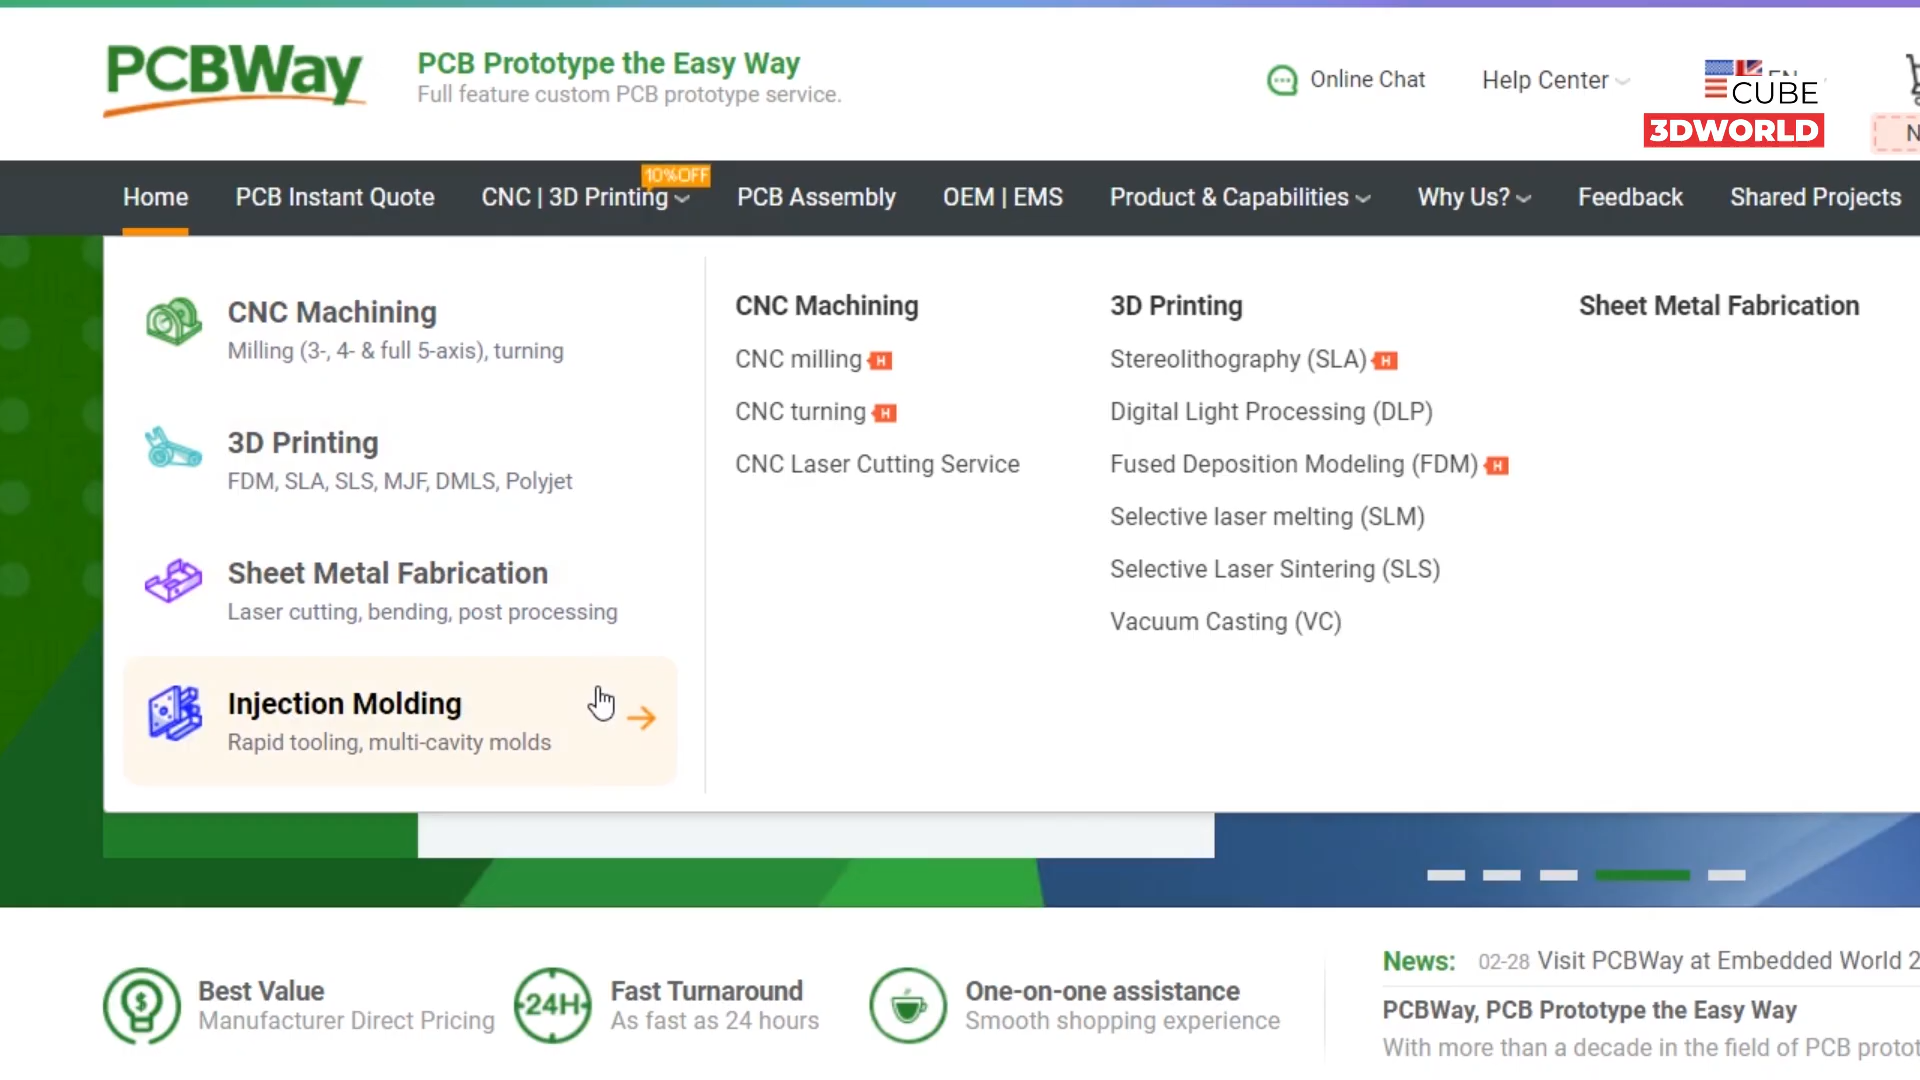 PCBWay
PCB Prototype the Easy Way
Full feature custom PCB prototype service.
Online Chat
Help Center
CUBE
3DWORLD
N
10%OFF
Home
PCB Instant Quote
CNC | 3D Printing
PCB Assembly
OEM | EMS
Product & Capabilities
Why Us?
Feedback
Shared Projects
CNC Machining
Milling (3-, 4- & full 5-axis), turning
3D Printing
FDM, SLA, SLS, MJF, DMLS, Polyjet
Sheet Metal Fabrication
Laser cutting, bending, post processing
Injection Molding
Rapid tooling, multi-cavity molds
CNC Machining
CNC milling H
CNC turning H
CNC Laser Cutting Service
3D Printing
Stereolithography (SLA) H
Digital Light Processing (DLP)
Fused Deposition Modeling (FDM) H
Selective laser melting (SLM)
Selective Laser Sintering (SLS)
Vacuum Casting (VC)
Sheet Metal Fabrication
Best Value
Manufacturer Direct Pricing
24H
Fast Turnaround
As fast as 24 hours
One-on-one assistance
Smooth shopping experience
News: 02-28 Visit PCBWay at Embedded World 2
PCBWay, PCB Prototype the Easy Way
With more than a decade in the field of PCB protot